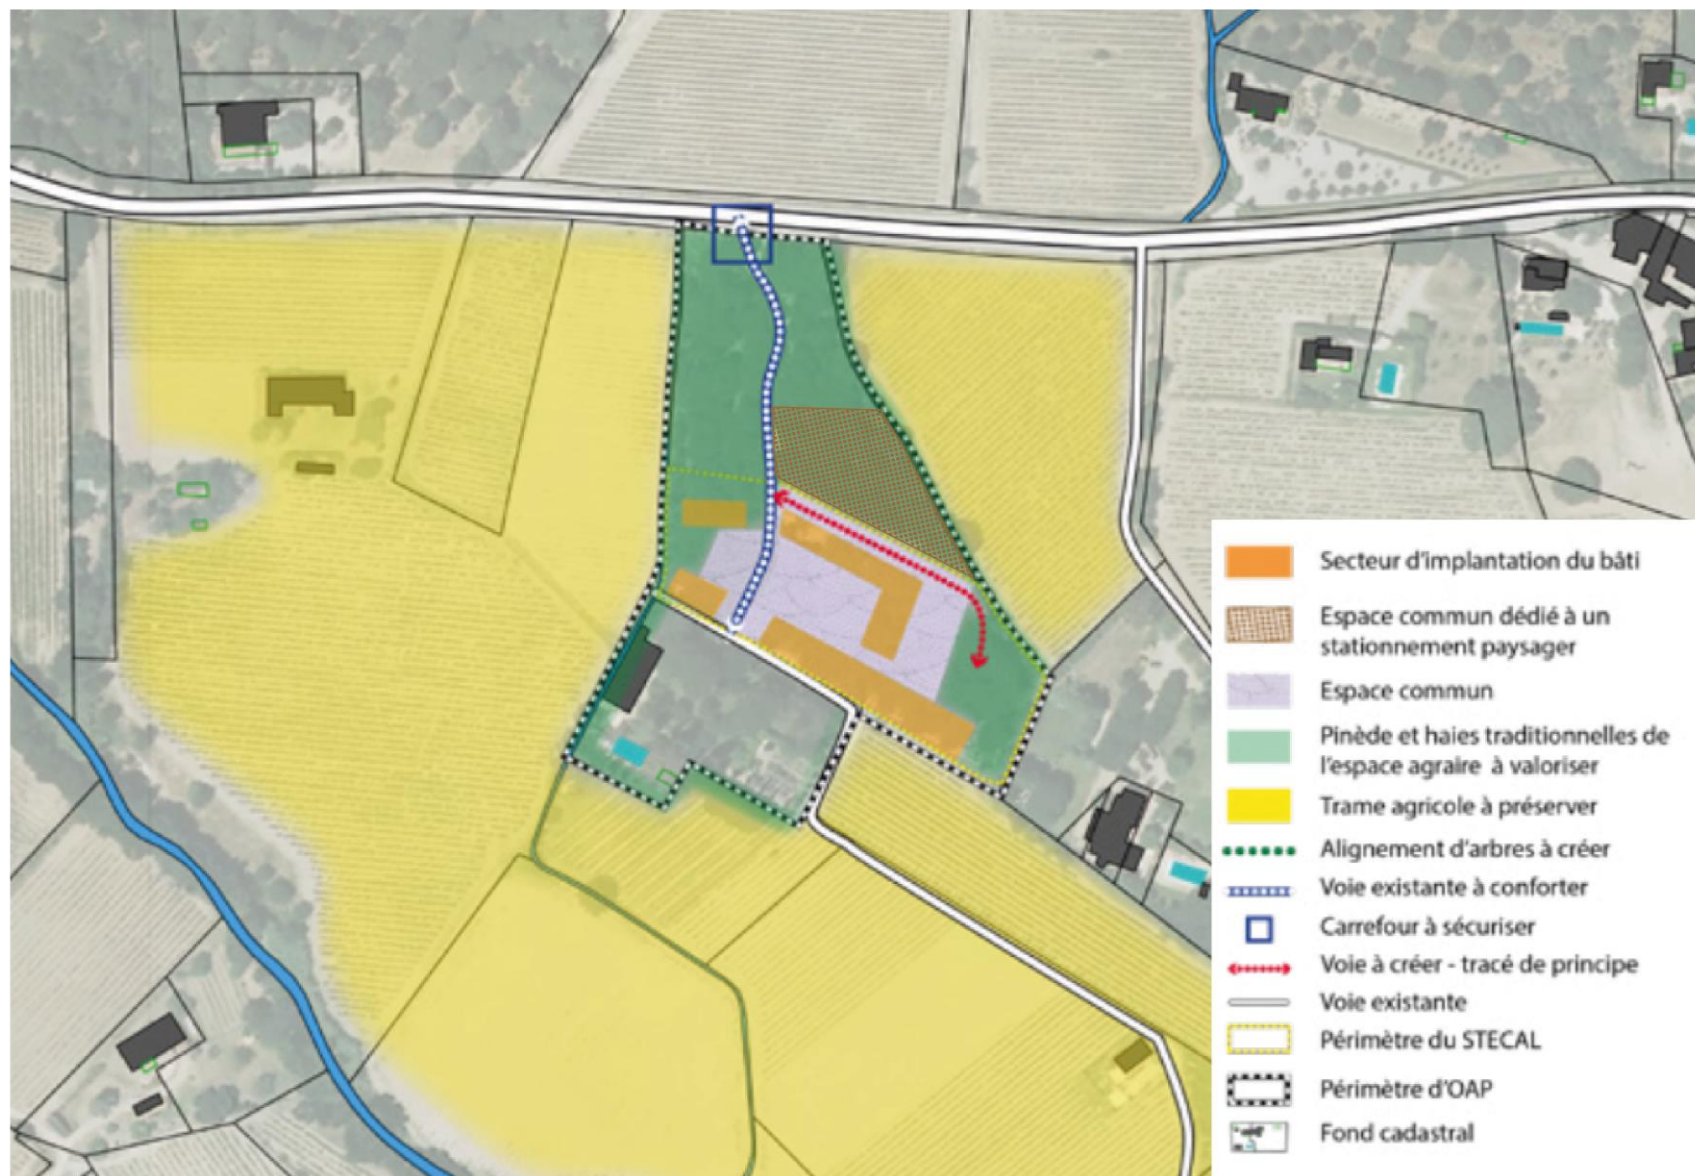 Secteur d'implantation du bâti
Espace commun dédié à un
stationnement paysager
Espace commun
Pinède et haies traditionnelles de
l'espace agraire à valoriser
Trame agricole à préserver
Alignement d'arbres à créer
Voie existante à conforter
Carrefour à sécuriser
Voie à créer - tracé de principe
Voie existante
Périmètre du STECAL
Périmètre d'OAP
Fond cadastral